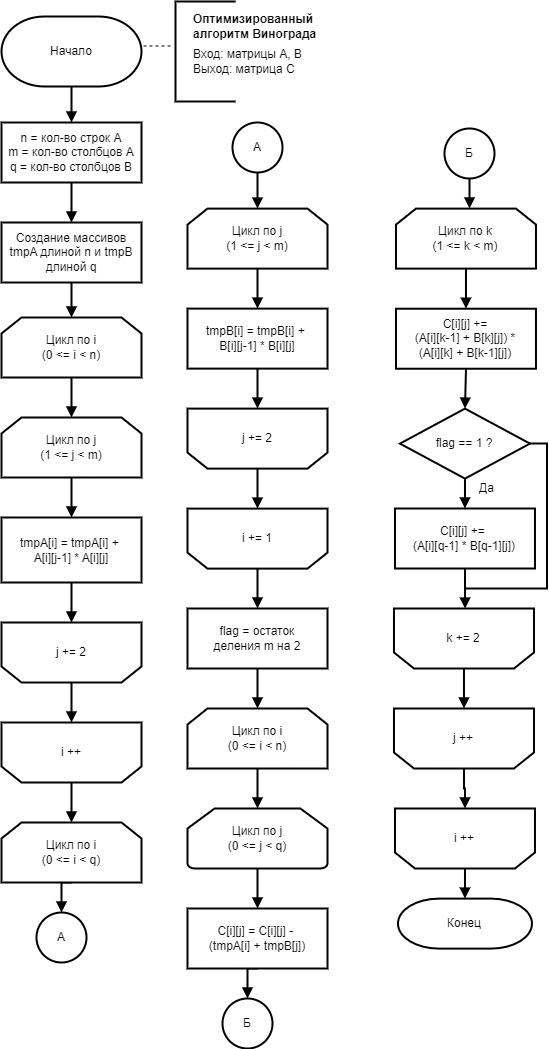 Начало
Оптимизированный
алгоритм Винограда
Вход: матрицы A, B
Выход: матрица C
n = кол-во строк A
m = кол-во столбцов A
q = кол-во столбцов B
Создание массивов
tmpA длиной n и tmpB
длиной q
Цикл по i
(0 <= i < n)
Цикл по j
(1 <= j < m)
tmpA[i] = tmpA[i] +
A[i][j-1] * A[i][j]
j += 2
i ++
Цикл по i
(0 <= i < q)
А
А
Цикл по j
(1 <= j < m)
tmpB[i] = tmpB[i] +
B[i][j-1] * B[i][j]
j += 2
i += 1
flag = остаток
деления m на 2
Цикл по i
(0 <= i < n)
Цикл по j
(0 <= j < q)
C[i][j] = C[i][j] -
(tmpA[i] + tmpB[j])
Б
Б
Цикл по k
(1 <= k < m)
C[i][j] +=
(A[i][k-1] + B[k][j]) *
(A[i][k] + B[k-1][j])
flag == 1 ?
Да
C[i][j] +=
(A[i][q-1] * B[q-1][j])
k += 2
j ++
i ++
Конец